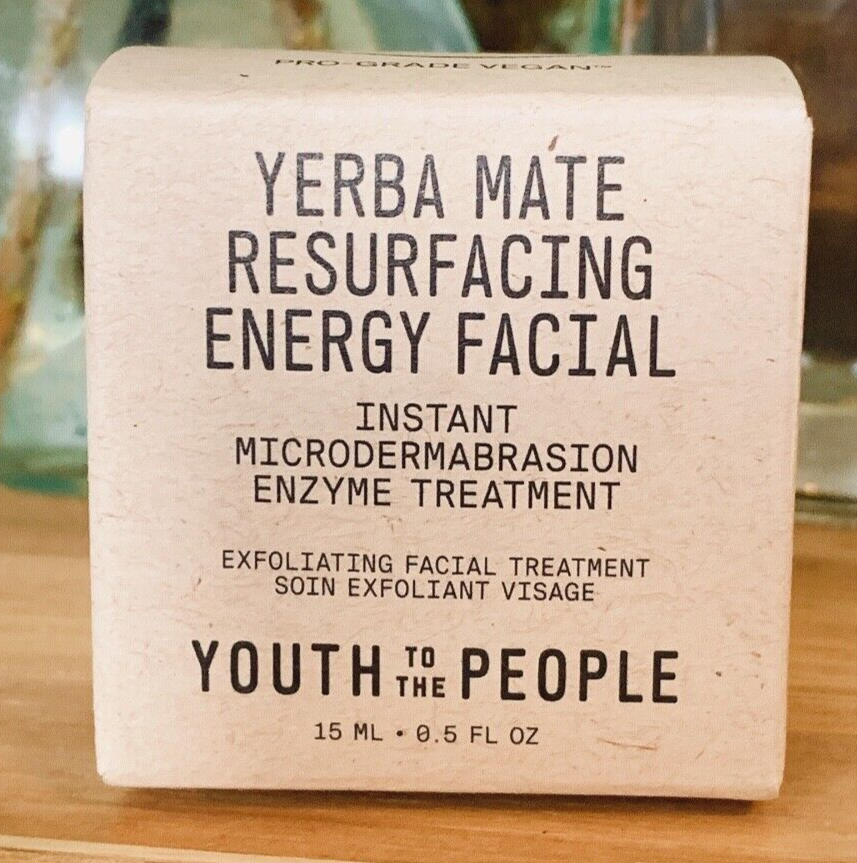 PRO-GRADE VEGAN™
YERBA MATE
RESURFACING
ENERGY FACIAL
INSTANT
MICRODERMABRASION
ENZYME TREATMENT
EXFOLIATING FACIAL TREATMENT
SOIN EXFOLIANT VISAGE
YOUTH TO THE PEOPLE
15 ML • 0.5 FL OZ